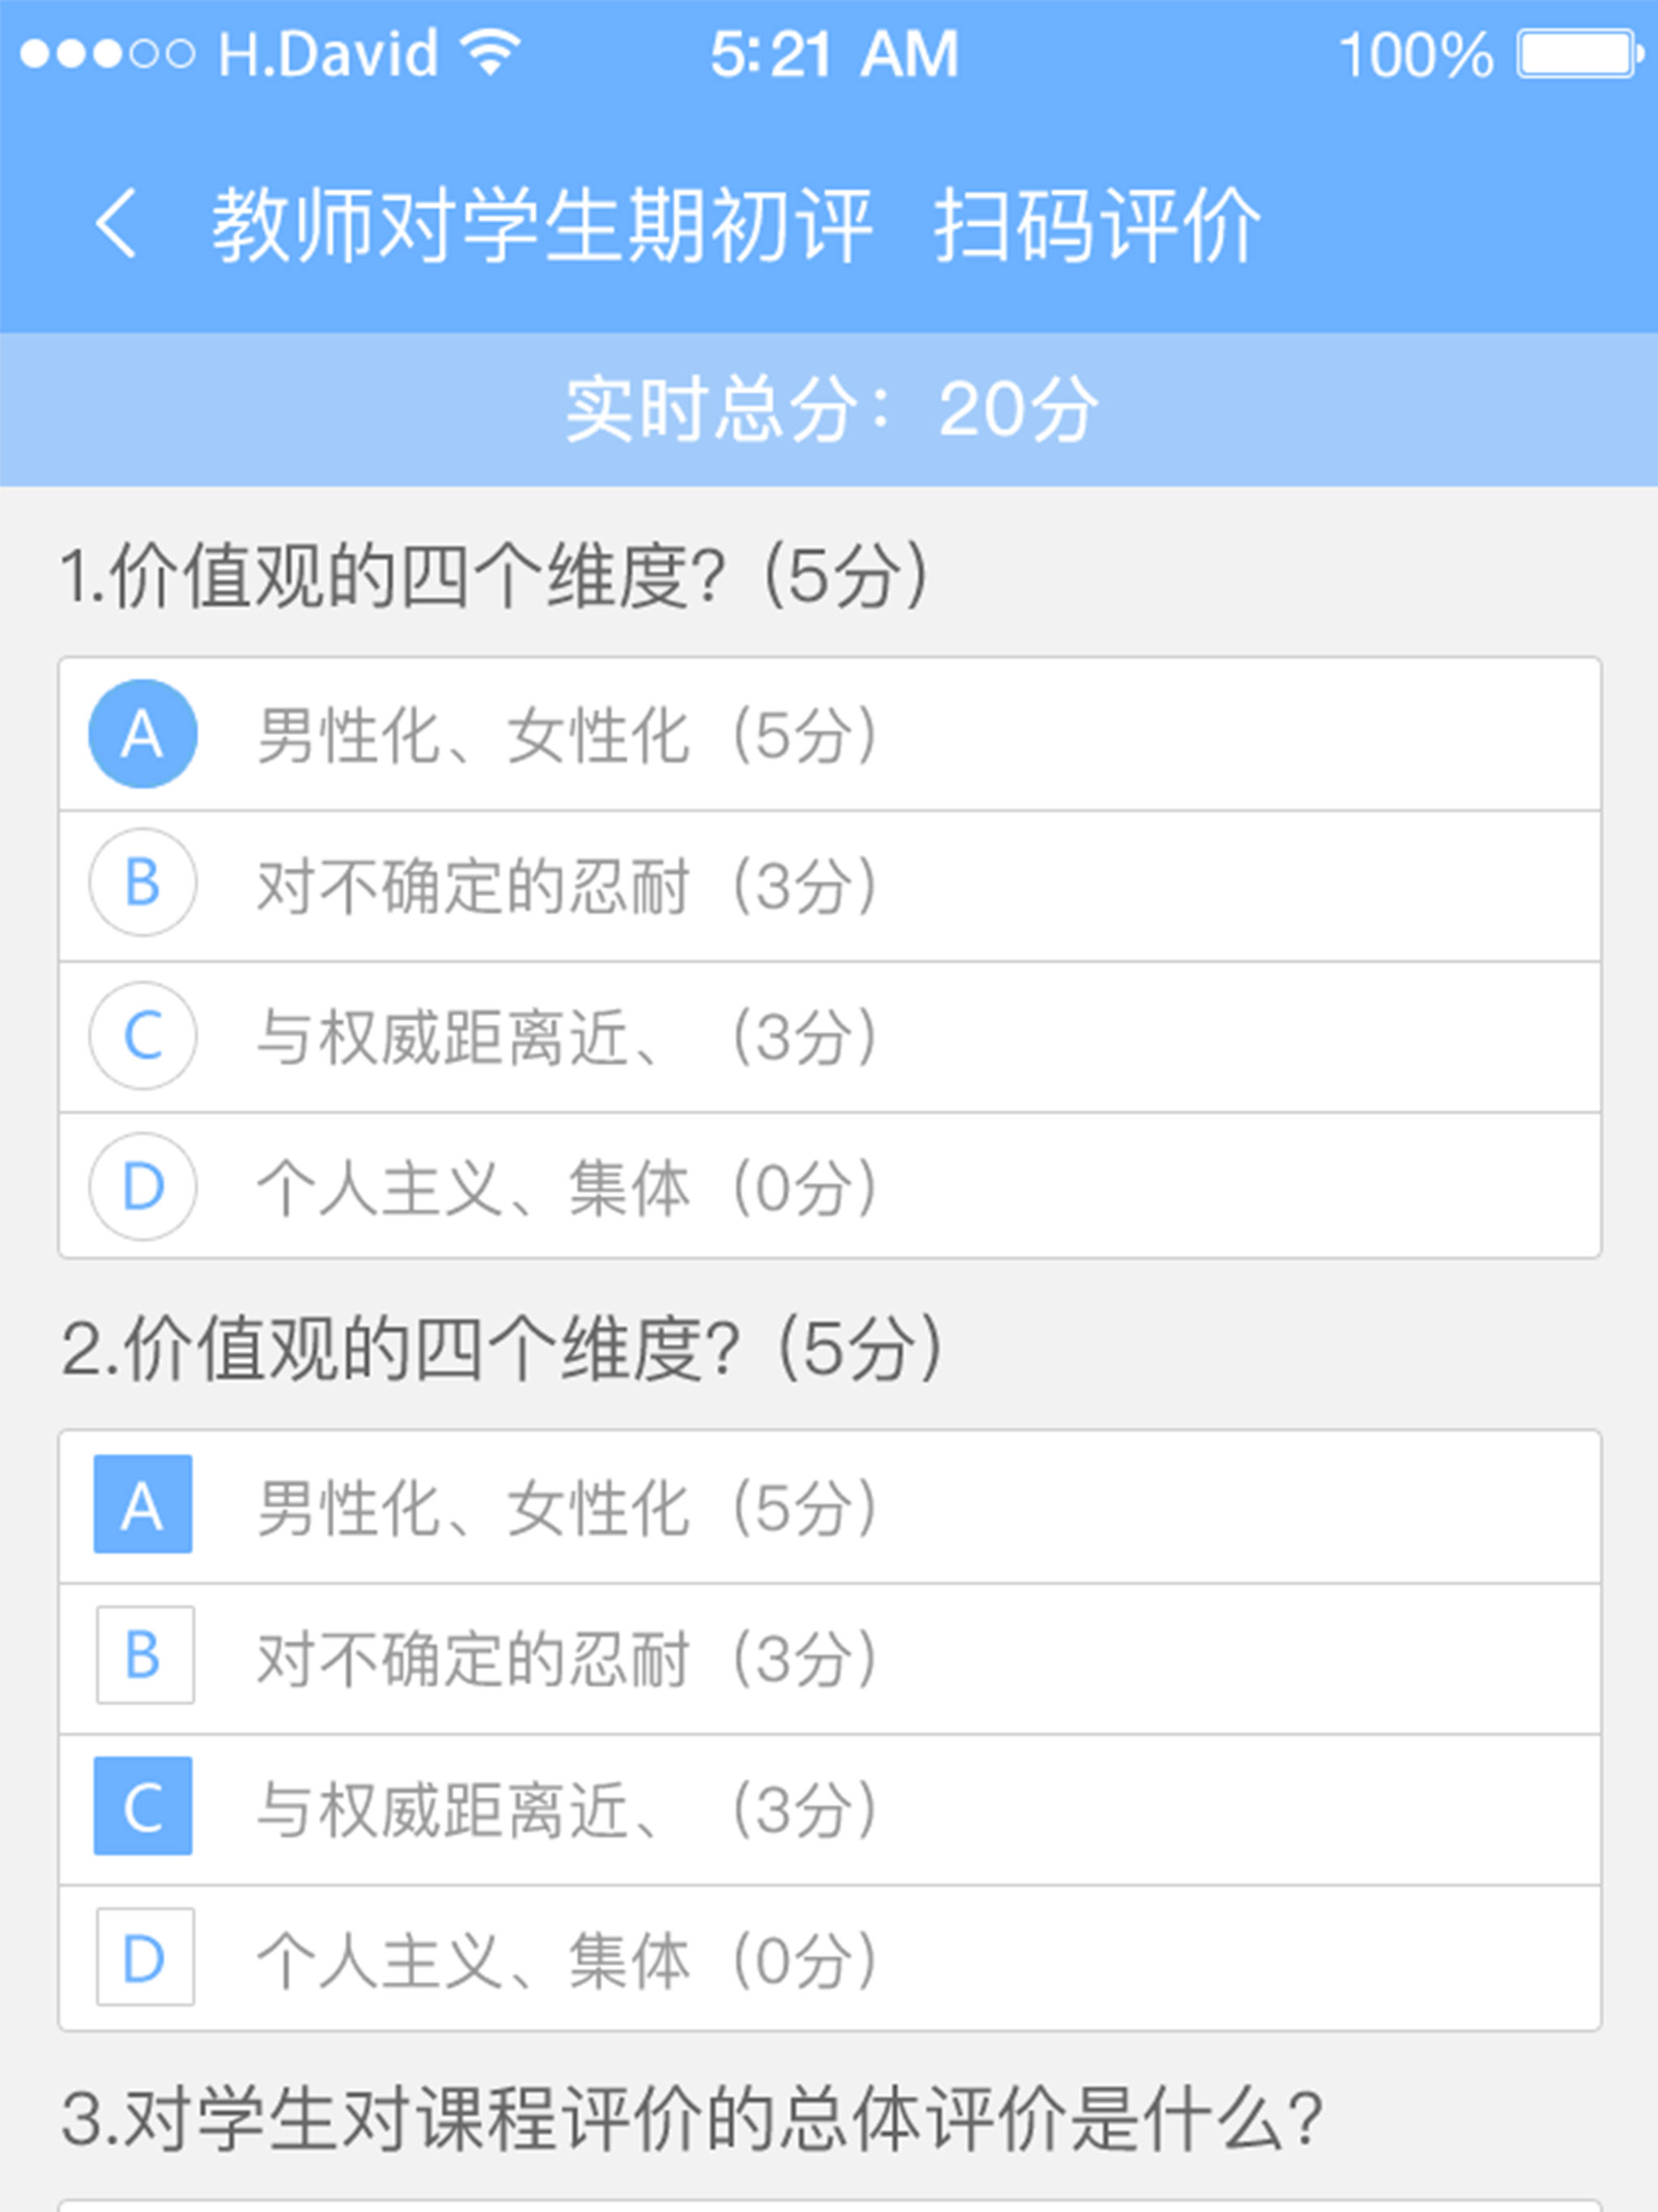 H.David 5:21 AM 100%
教师对学生期初评 扫码评价
实时总分：20分
1.价值观的四个维度？（5分）
A 男性化、女性化（5分）
B 对不确定的忍耐（3分）
C 与权威距离近、（3分）
D 个人主义、集体（0分）
2.价值观的四个维度？（5分）
A 男性化、女性化（5分）
B 对不确定的忍耐（3分）
C 与权威距离近、（3分）
D 个人主义、集体（0分）
3.对学生对课程评价的总体评价是什么？